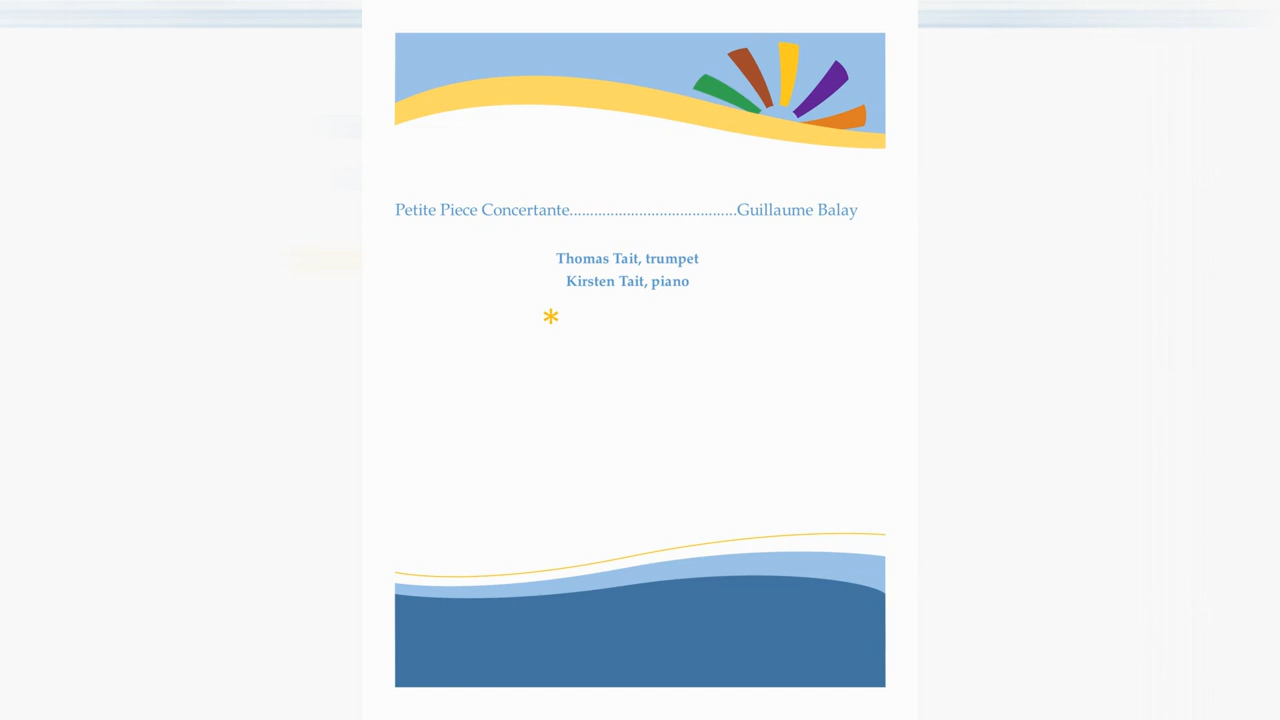 Petite Piece Concertante.........................................Guillaume Balay
Thomas Tait, trumpet
Kirsten Tait, piano
*